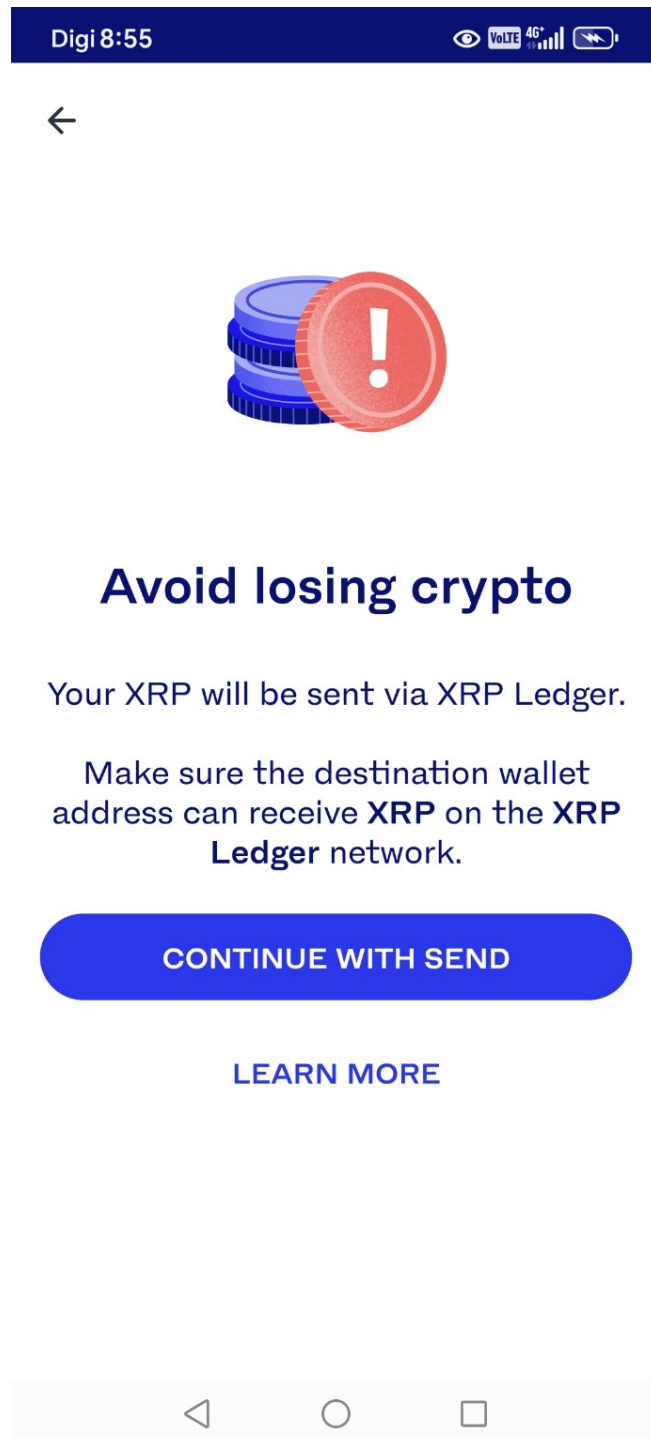 Digi 8:55
VoLTE 4G+
!
Avoid losing crypto
Your XRP will be sent via XRP Ledger.
Make sure the destination wallet
address can receive XRP on the XRP
Ledger network.
CONTINUE WITH SEND
LEARN MORE